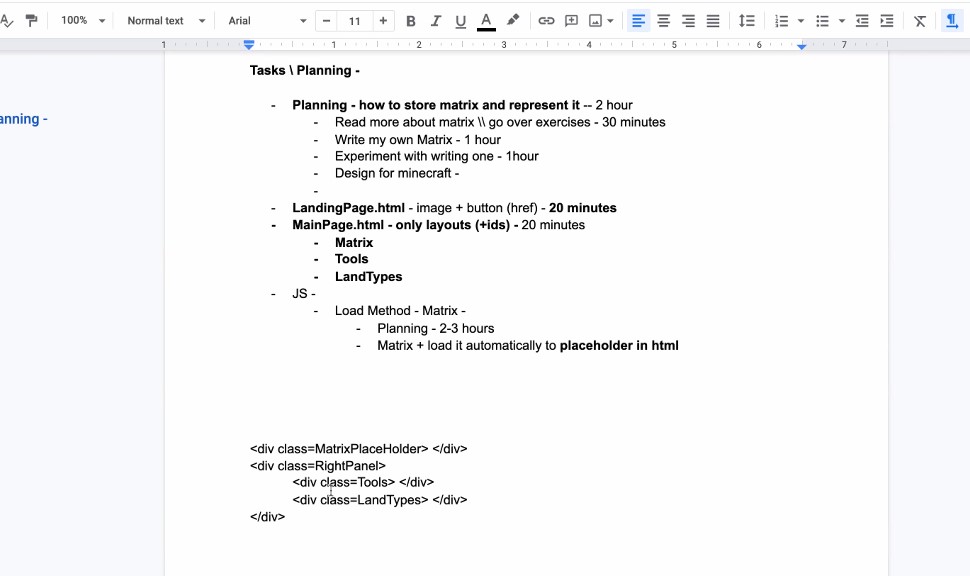 100% Normal text Arial − 11 + B I U A
1 1 2 3 4 5 6 7
anning -
Tasks \ Planning -
- Planning - how to store matrix and represent it -- 2 hour
- Read more about matrix \\ go over exercises - 30 minutes
- Write my own Matrix - 1 hour
- Experiment with writing one - 1hour
- Design for minecraft -
-
- LandingPage.html - image + button (href) - 20 minutes
- MainPage.html - only layouts (+ids) - 20 minutes
- Matrix
- Tools
- LandTypes
- JS -
- Load Method - Matrix -
- Planning - 2-3 hours
- Matrix + load it automatically to placeholder in html
<div class=MatrixPlaceHolder> </div>
<div class=RightPanel>
<div class=Tools> </div>
<div class=LandTypes> </div>
</div>